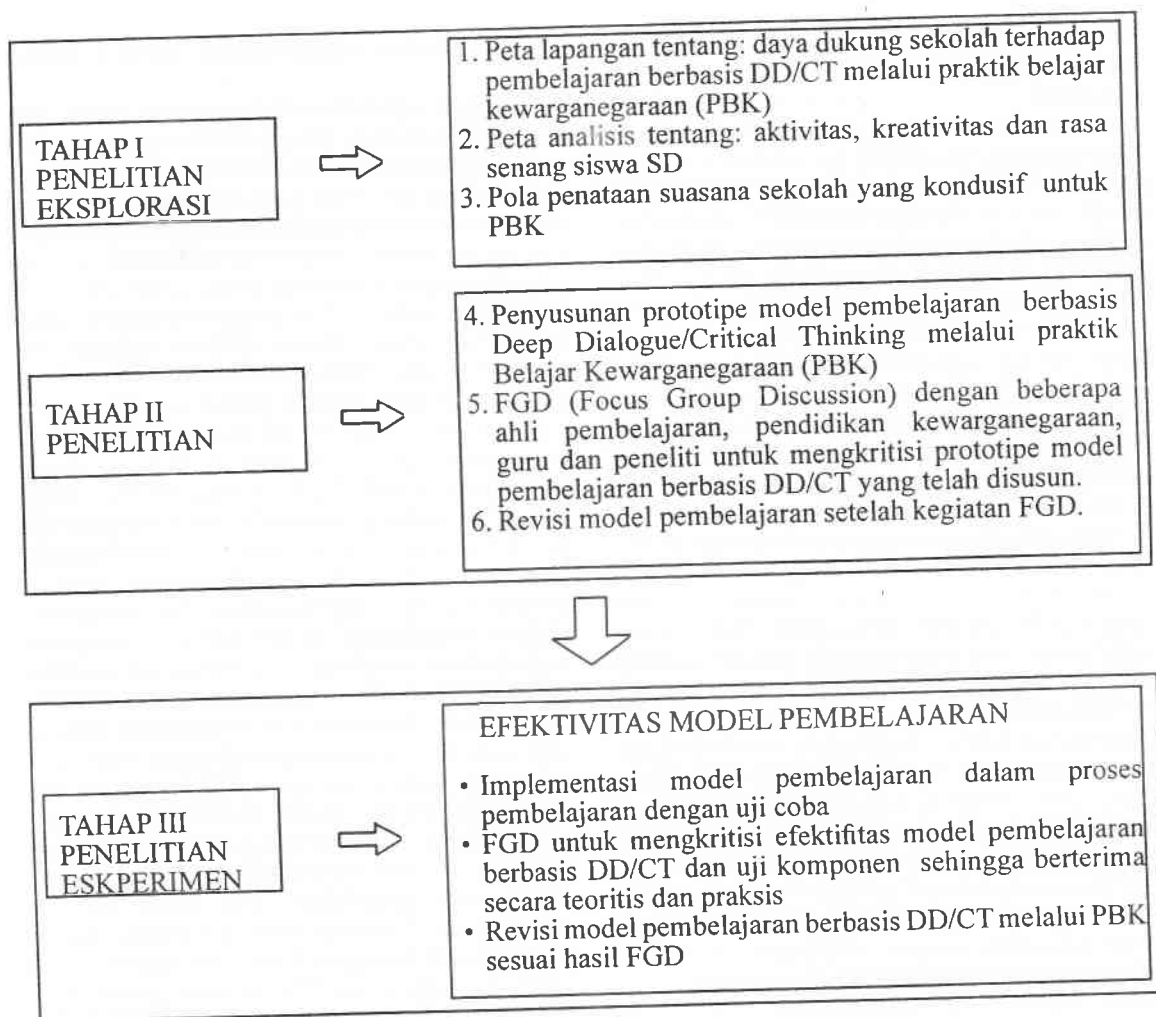 TAHAP I
PENELITIAN
EKSPLORASI
1. Peta lapangan tentang: daya dukung sekolah terhadap
pembelajaran berbasis DD/CT melalui praktik belajar
kewarganegaraan (PBK)
2. Peta analisis tentang: aktivitas, kreativitas dan rasa
senang siswa SD
3. Pola penataan suasana sekolah yang kondusif untuk
PBK
TAHAP II
PENELITIAN
4. Penyusunan prototipe model pembelajaran berbasis
Deep Dialogue/Critical Thinking melalui praktik
Belajar Kewarganegaraan (PBK)
5. FGD (Focus Group Discussion) dengan beberapa
ahli pembelajaran, pendidikan kewarganegaraan,
guru dan peneliti untuk mengkritisi prototipe model
pembelajaran berbasis DD/CT yang telah disusun.
6. Revisi model pembelajaran setelah kegiatan FGD.
TAHAP III
PENELITIAN
ESKPERIMEN
EFEKTIVITAS MODEL PEMBELAJARAN
• Implementasi model pembelajaran dalam proses
pembelajaran dengan uji coba
• FGD untuk mengkritisi efektifitas model pembelajaran
berbasis DD/CT dan uji komponen sehingga berterima
secara teoritis dan praksis
• Revisi model pembelajaran berbasis DD/CT melalui PBK
sesuai hasil FGD